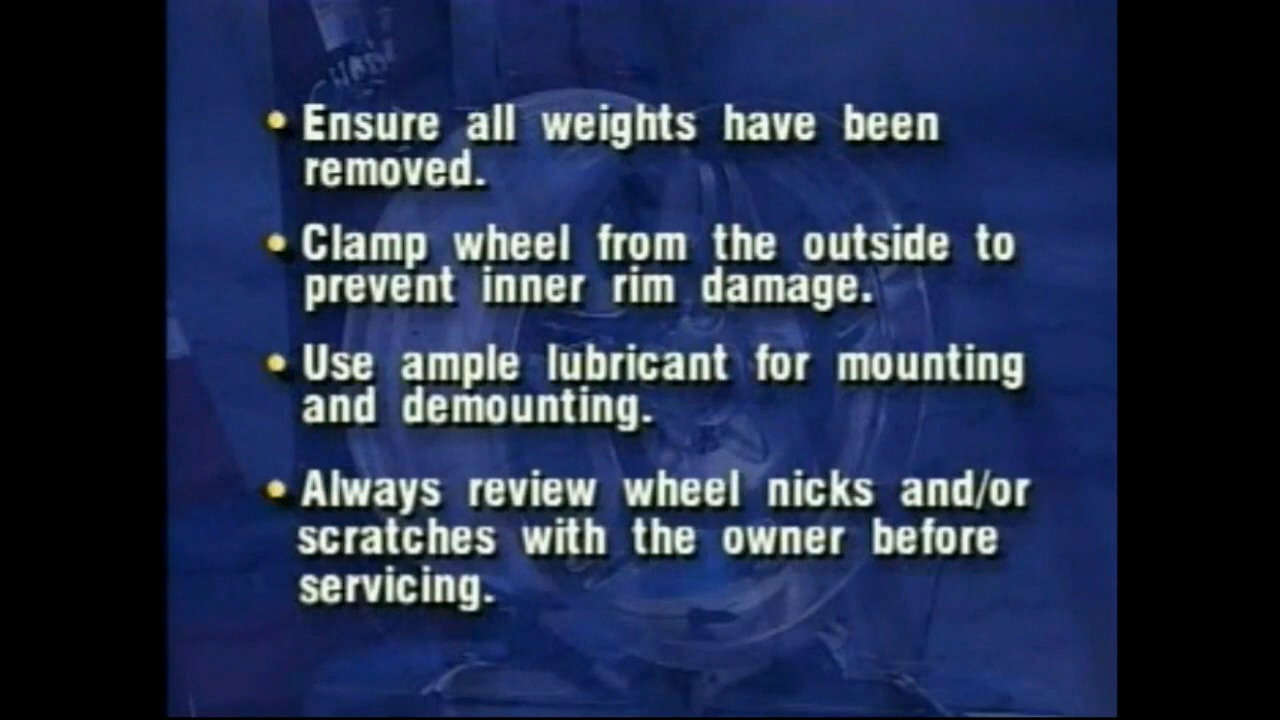 • Ensure all weights have been
removed.
• Clamp wheel from the outside to
prevent inner rim damage.
• Use ample lubricant for mounting
and demounting.
• Always review wheel nicks and/or
scratches with the owner before
servicing.